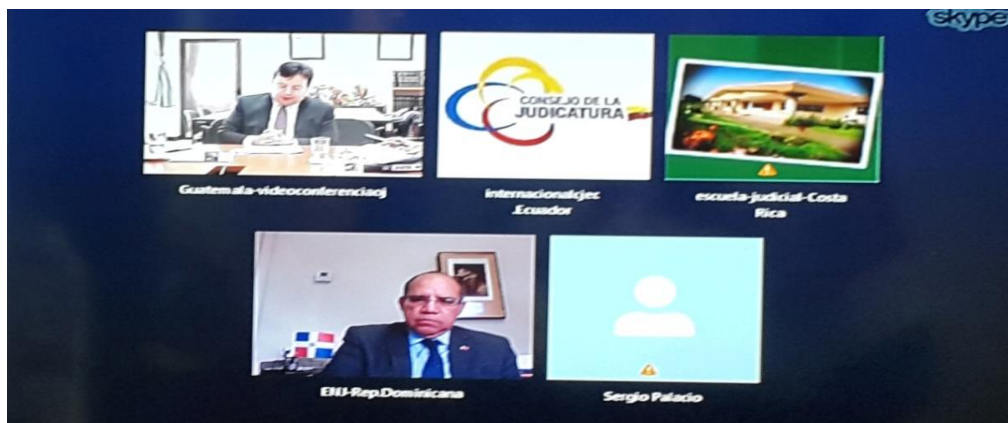 skype
CONSEJO DE LA
JUDICATURA
Guatemala-videoconferenciaoj
internacionalcjec
.Ecuador
escuela-judicial-Costa
Rica
ENJ-Rep.Dominicana
Sergio Palacio